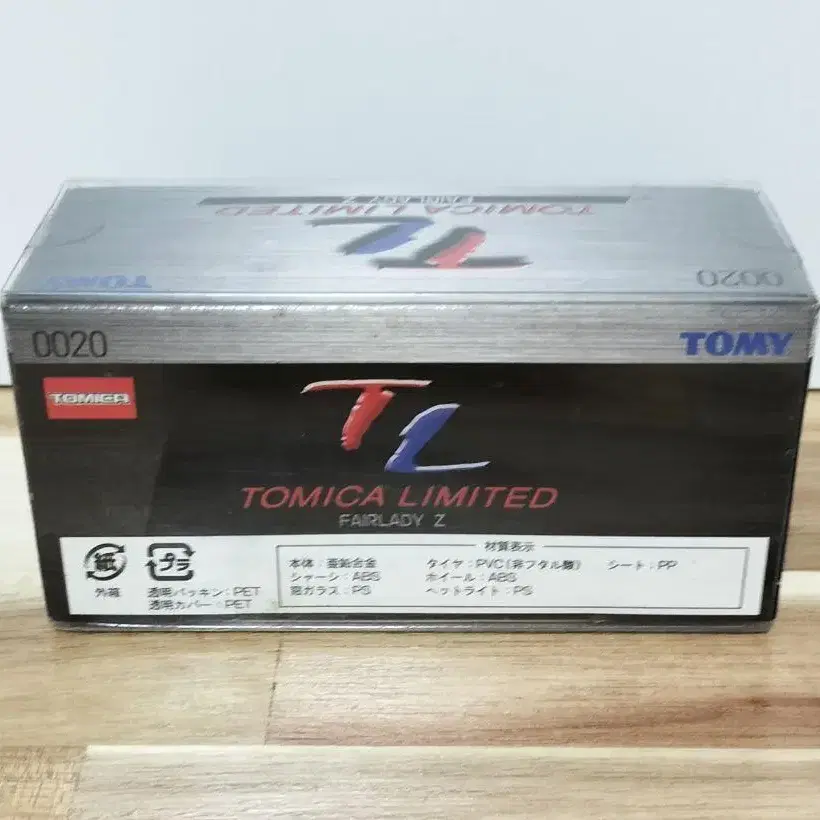 FAIRLADY Z
TOMICA LIMITED
TL
TOMY
0020
0020
TOMY
TOMICA
TL
TOMICA LIMITED
FAIRLADY Z
紙
外箱
プラ
透明パッキン:PET
透明カバー:PET
材質表示
本体:亜鉛合金 タイヤ:PVC(非フタル酸) シート:PP
シャーシ:ABS ホイール:ABS
窓ガラス:PS ヘットライト:PS